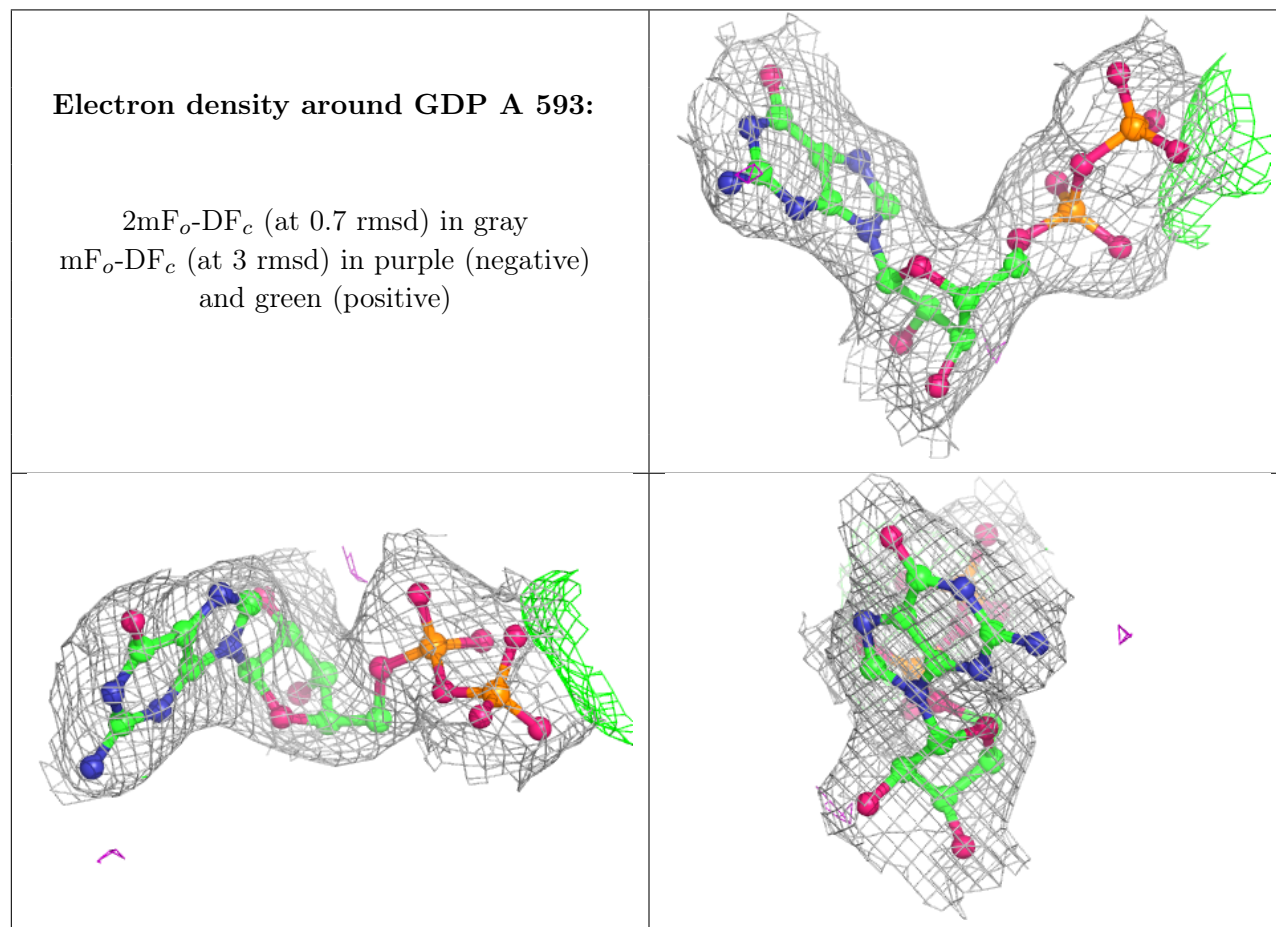 Electron density around GDP A 593:
2mFo-DFc (at 0.7 rmsd) in gray
mFo-DFc (at 3 rmsd) in purple (negative)
and green (positive)